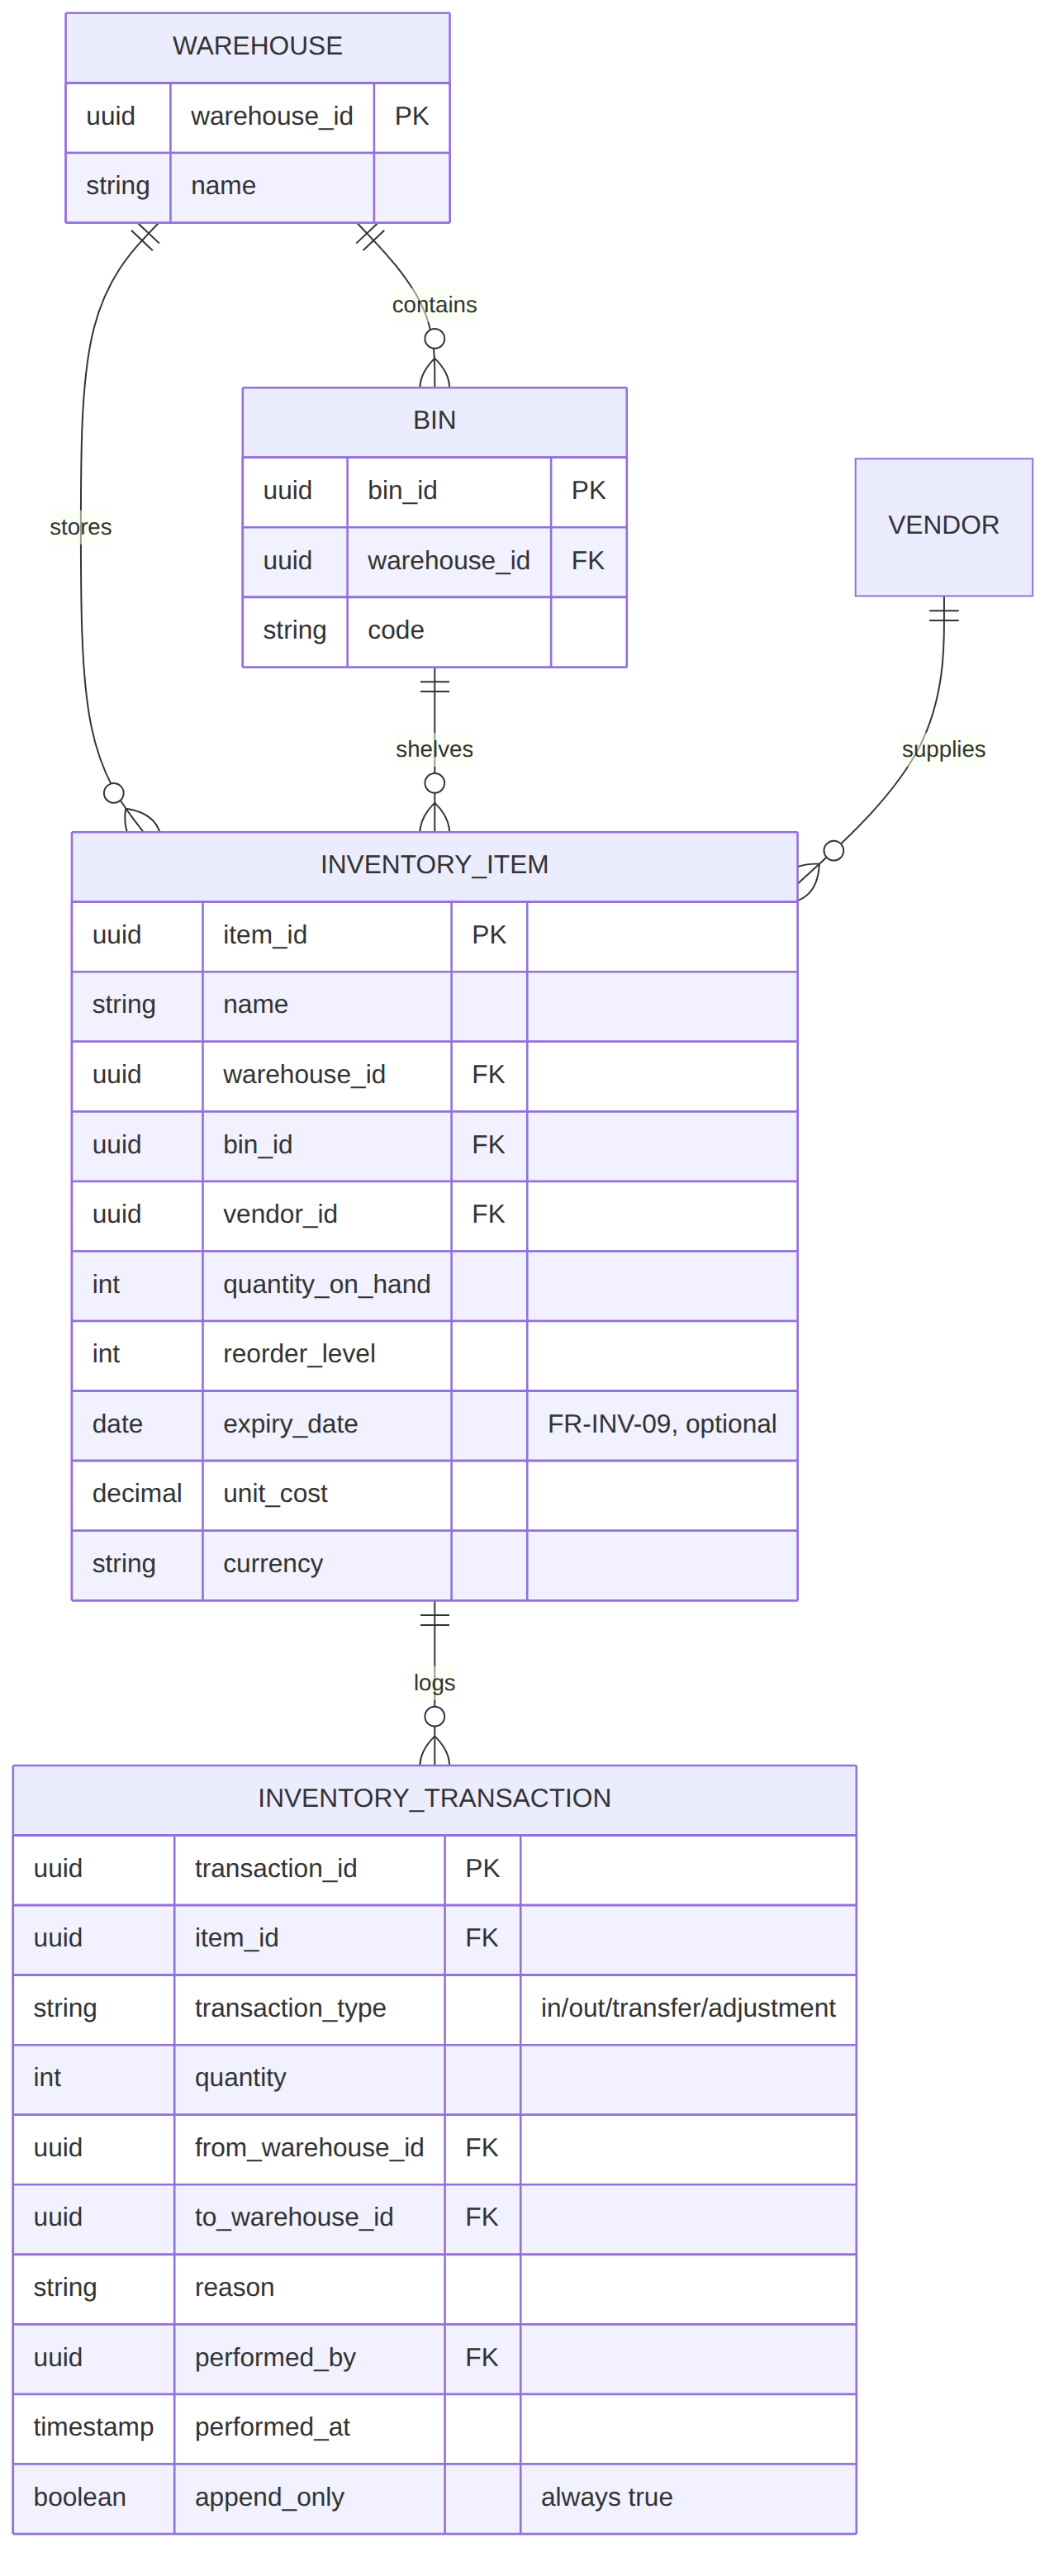 WAREHOUSE
uuid warehouse_id PK
string name
contains
BIN
uuid bin_id PK
uuid warehouse_id FK
string code
VENDOR
stores
shelves
supplies
INVENTORY_ITEM
uuid item_id PK
string name
uuid warehouse_id FK
uuid bin_id FK
uuid vendor_id FK
int quantity_on_hand
int reorder_level
date expiry_date FR-INV-09, optional
decimal unit_cost
string currency
logs
INVENTORY_TRANSACTION
uuid transaction_id PK
uuid item_id FK
string transaction_type in/out/transfer/adjustment
int quantity
uuid from_warehouse_id FK
uuid to_warehouse_id FK
string reason
uuid performed_by FK
timestamp performed_at
boolean append_only always true